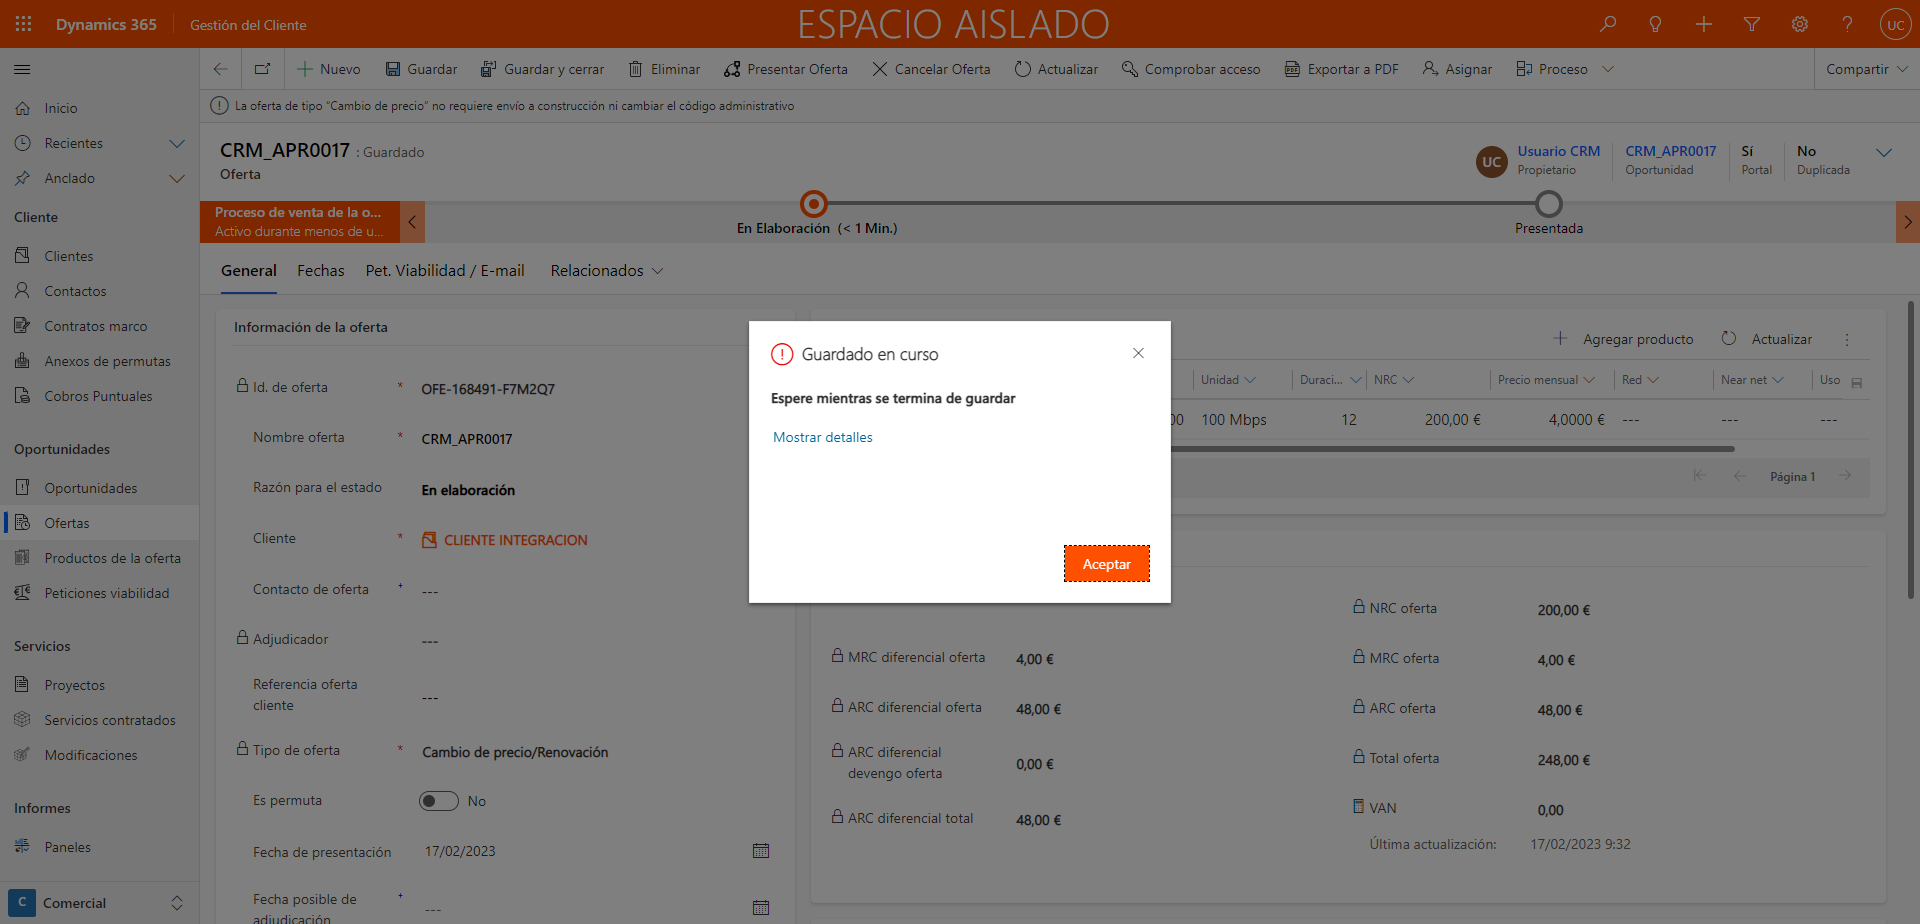 Dynamics 365
Gestión del Cliente
ESPACIO AISLADO
UC
Nuevo
Guardar
Guardar y cerrar
Eliminar
Presentar Oferta
Cancelar Oferta
Actualizar
Comprobar acceso
Exportar a PDF
Asignar
Proceso
Compartir
La oferta de tipo “Cambio de precio” no requiere envío a construcción ni cambiar el código administrativo
Inicio
Recientes
Anclado
Cliente
Clientes
Contactos
Contratos marco
Anexos de permutas
Cobros Puntuales
Oportunidades
Oportunidades
Ofertas
Productos de la oferta
Peticiones viabilidad
Servicios
Proyectos
Servicios contratados
Modificaciones
Informes
Paneles
C Comercial
CRM_APR0017 : Guardado
Oferta
UC
Usuario CRM
Propietario
CRM_APR0017
Oportunidad
Sí
Portal
No
Duplicada
Proceso de venta de la o...
Activo durante menos de u...
En Elaboración (< 1 Min.)
Presentada
General
Fechas
Pet. Viabilidad / E-mail
Relacionados
Información de la oferta
Id. de oferta * OFE-168491-F7M2Q7
Nombre oferta * CRM_APR0017
Razón para el estado En elaboración
Cliente * CLIENTE INTEGRACION
Contacto de oferta + ---
Adjudicador ---
Referencia oferta
cliente ---
Tipo de oferta * Cambio de precio/Renovación
Es permuta No
Fecha de presentación 17/02/2023
Fecha posible de
adjudicación + ---
Guardado en curso
Espere mientras se termina de guardar
Mostrar detalles
Aceptar
Agregar producto
Actualizar
Unidad
Duraci...
NRC
Precio mensual
Red
Near net
Uso
00 100 Mbps 12 200,00 € 4,0000 € --- --- ---
Página 1
MRC diferencial oferta 4,00 €
ARC diferencial oferta 48,00 €
ARC diferencial
devengo oferta 0,00 €
ARC diferencial total 48,00 €
NRC oferta 200,00 €
MRC oferta 4,00 €
ARC oferta 48,00 €
Total oferta 248,00 €
VAN 0,00
Última actualización: 17/02/2023 9:32